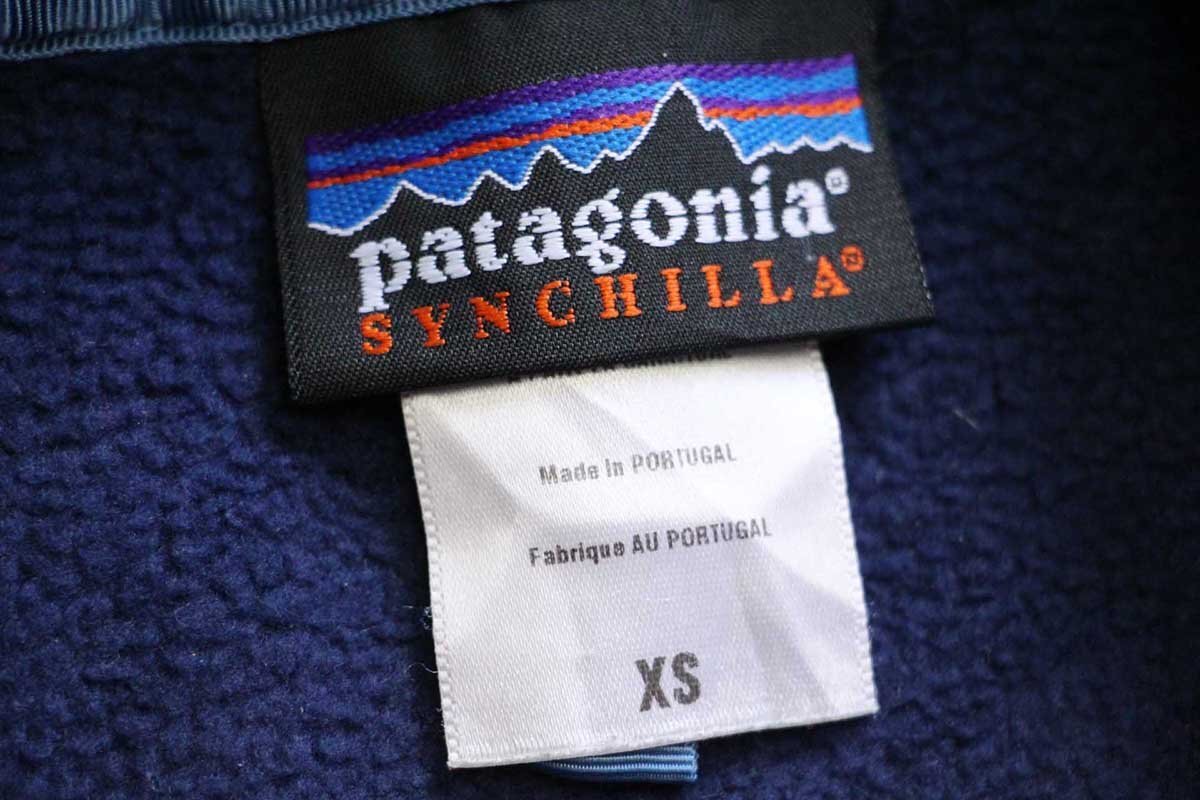 patagonia®
SYNCHILLA®
Made in PORTUGAL
Fabrique AU PORTUGAL
XS